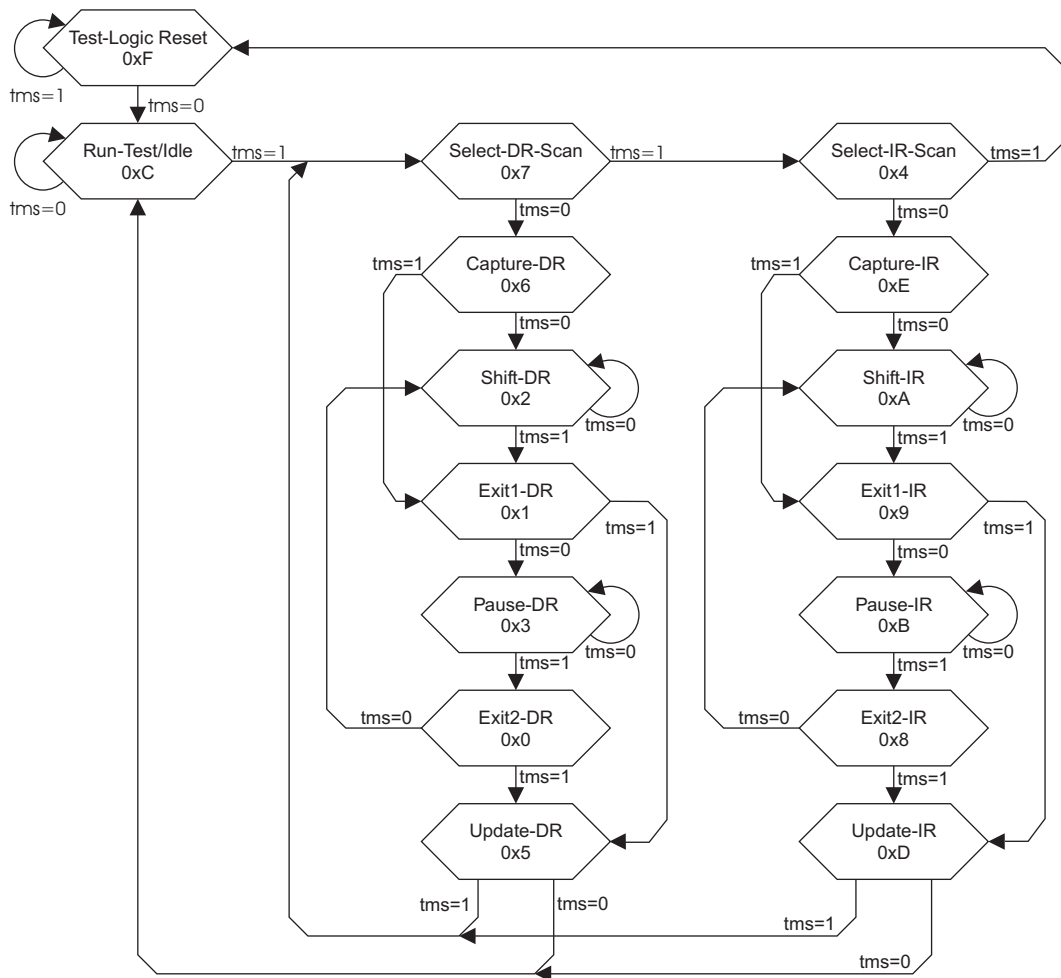 Test-Logic Reset
0xF
tms=1
tms=0
Run-Test/Idle
0xC
tms=0
tms=1
Select-DR-Scan
0x7
tms=1
tms=0
Select-IR-Scan
0x4
tms=1
tms=0
tms=1
Capture-DR
0x6
tms=0
Shift-DR
0x2
tms=0
tms=1
Exit1-DR
0x1
tms=1
tms=0
Pause-DR
0x3
tms=0
tms=1
tms=0
Exit2-DR
0x0
tms=1
Update-DR
0x5
tms=1
tms=0
tms=1
Capture-IR
0xE
tms=0
Shift-IR
0xA
tms=0
tms=1
Exit1-IR
0x9
tms=1
tms=0
Pause-IR
0xB
tms=0
tms=1
tms=0
Exit2-IR
0x8
tms=1
Update-IR
0xD
tms=1
tms=0